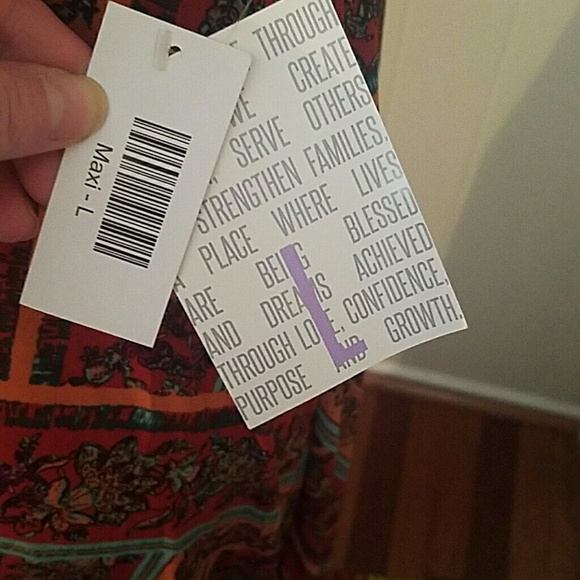 Maxi - L
THROUGH
CREATE
SERVE OTHERS
STRENGTHEN FAMILIES,
PLACE WHERE LIVES
ARE BEING BLESSED
AND DREAMS ACHIEVED
THROUGH LOVE, CONFIDENCE,
PURPOSE AND GROWTH.
L